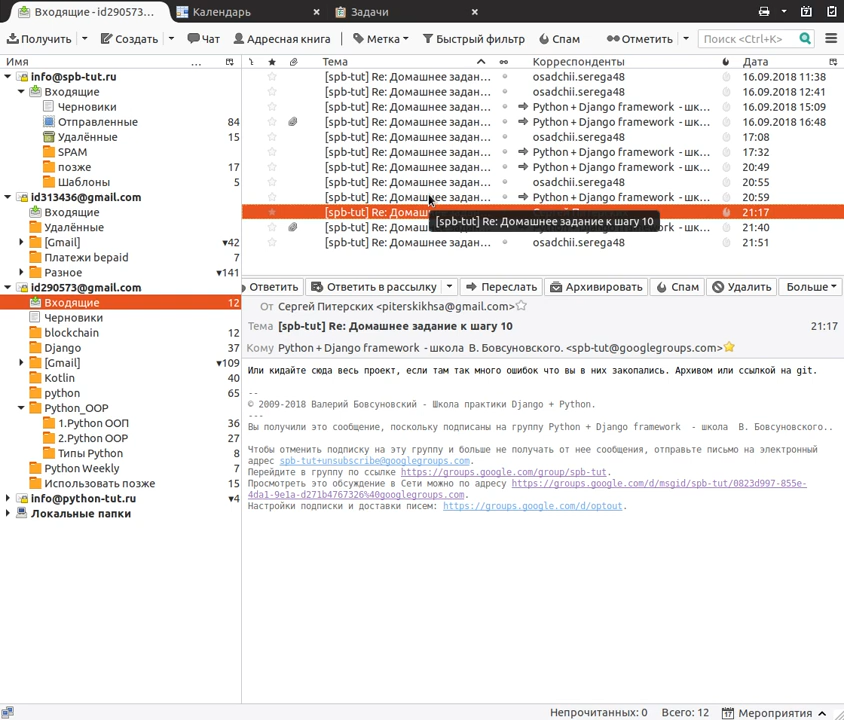 Входящие - id290573... Календарь × Задачи ×
Получить Создать Чат Адресная книга Метка Быстрый фильтр Спам Отметить Поиск <Ctrl+K>
Имя ... Тема Корреспонденты Дата
info@spb-tut.ru
Входящие
Черновики
Отправленные 84
Удалённые 15
SPAM
позже 17
Шаблоны 5
id313436@gmail.com
Входящие
Удалённые
[Gmail] ▾42
Платежи bepaid 7
Разное ▾141
id290573@gmail.com
Входящие 12
Черновики
blockchain 12
Django 37
[Gmail] ▾109
Kotlin 40
python 65
Python_OOP
1.Python ООП 36
2.Python OOP 27
Типы Python 8
Python Weekly 7
Использовать позже 15
info@python-tut.ru ▾4
Локальные папки
[spb-tut] Re: Домашнее задан... osadchii.serega48 16.09.2018 11:38
[spb-tut] Re: Домашнее задан... osadchii.serega48 16.09.2018 12:41
[spb-tut] Re: Домашнее задан... Python + Django framework - шк... 16.09.2018 15:09
[spb-tut] Re: Домашнее задан... Python + Django framework - шк... 16.09.2018 16:48
[spb-tut] Re: Домашнее задан... osadchii.serega48 17:08
[spb-tut] Re: Домашнее задан... Python + Django framework - шк... 17:32
[spb-tut] Re: Домашнее задан... Python + Django framework - шк... 20:49
[spb-tut] Re: Домашнее задан... osadchii.serega48 20:55
[spb-tut] Re: Домашнее задан... Python + Django framework - шк... 20:59
[spb-tut] Re: 21:17
[spb-tut] Re: Домашнее задание к шагу 10
[spb-tut] Re: Python + Django framework - шк... 21:40
[spb-tut] Re: Домашнее задан... osadchii.serega48 21:51
Ответить Ответить в рассылку Переслать Архивировать Спам Удалить Больше
От Сергей Питерских <piterskikhsa@gmail.com>
Тема [spb-tut] Re: Домашнее задание к шагу 10 21:17
Кому Python + Django framework - школа В. Бовсуновского. <spb-tut@googlegroups.com>
Или кидайте сюда весь проект, если там так много ошибок что вы в них закопались. Архивом или ссылкой на git.
--
© 2009-2018 Валерий Бовсуновский - Школа практики Django + Python.
---
Вы получили это сообщение, поскольку подписаны на группу Python + Django framework - школа В. Бовсуновского..
Чтобы отменить подписку на эту группу и больше не получать от нее сообщения, отправьте письмо на электронный
адрес spb-tut+unsubscribe@googlegroups.com.
Перейдите в группу по ссылке https://groups.google.com/group/spb-tut.
Просмотреть это обсуждение в Сети можно по адресу https://groups.google.com/d/msgid/spb-tut/0823d997-855e-
4da1-9e1a-d271b4767326%40googlegroups.com.
Настройки подписки и доставки писем: https://groups.google.com/d/optout.
Непрочитанных: 0 Всего: 12 17 Мероприятия